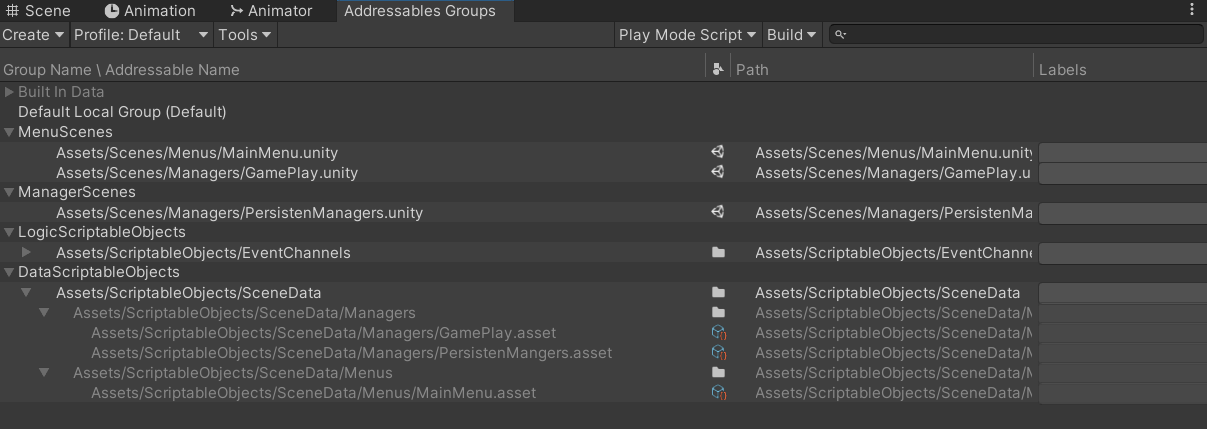 Scene Animation Animator Addressables Groups
Create Profile: Default Tools Play Mode Script Build
Group Name \ Addressable Name Path Labels
Built In Data
Default Local Group (Default)
MenuScenes
Assets/Scenes/Menus/MainMenu.unity Assets/Scenes/Menus/MainMenu.unity
Assets/Scenes/Managers/GamePlay.unity Assets/Scenes/Managers/GamePlay.u
ManagerScenes
Assets/Scenes/Managers/PersistenManagers.unity Assets/Scenes/Managers/PersistenMa
LogicScriptableObjects
Assets/ScriptableObjects/EventChannels Assets/ScriptableObjects/EventChanne
DataScriptableObjects
Assets/ScriptableObjects/SceneData Assets/ScriptableObjects/SceneData
Assets/ScriptableObjects/SceneData/Managers Assets/ScriptableObjects/SceneData/M
Assets/ScriptableObjects/SceneData/Managers/GamePlay.asset Assets/ScriptableObjects/SceneData/M
Assets/ScriptableObjects/SceneData/Managers/PersistenMangers.asset Assets/ScriptableObjects/SceneData/M
Assets/ScriptableObjects/SceneData/Menus Assets/ScriptableObjects/SceneData/M
Assets/ScriptableObjects/SceneData/Menus/MainMenu.asset Assets/ScriptableObjects/SceneData/M